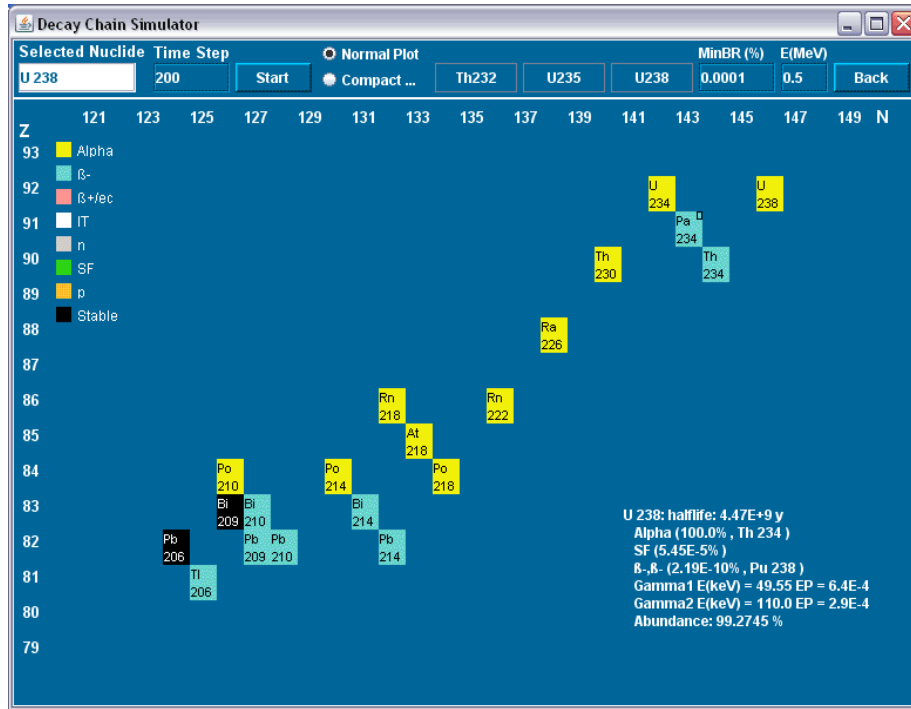 Decay Chain Simulator
Selected Nuclide Time Step Normal Plot MinBR (%) E(MeV)
U 238 200 Start Compact ... Th232 U235 U238 0.0001 0.5 Back
121 123 125 127 129 131 133 135 137 139 141 143 145 147 149 N
Z
93 Alpha
ß-
92 U U
ß+/ec 234 238
91 IT Pa
n 234
90 SF Th Th
230 234
89 p
Stable
88 Ra
226
87
86 Rn Rn
218 222
85 At
218
84 Po Po Po
210 214 218
83 Bi Bi Bi
209 210 214
U 238: halflife: 4.47E+9 y
Alpha (100.0% , Th 234 )
82 Pb Pb Pb Pb
SF (5.45E-5% )
206 209 210 214
ß-,ß- (2.19E-10% , Pu 238 )
81 Tl
Gamma1 E(keV) = 49.55 EP = 6.4E-4
206
Gamma2 E(keV) = 110.0 EP = 2.9E-4
80
Abundance: 99.2745 %
79